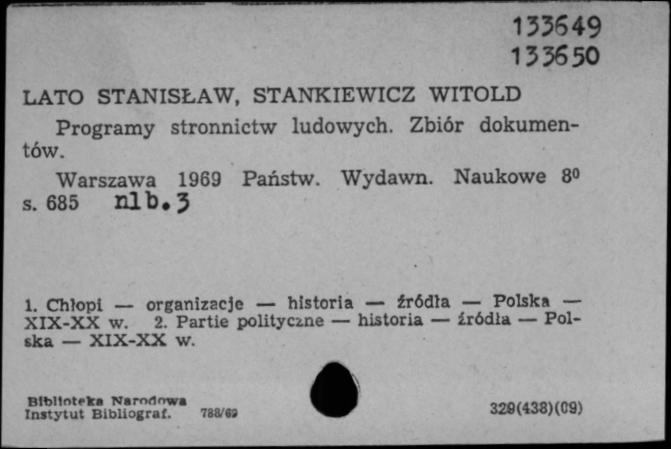 133649
133650
LATO STANISŁAW, STANKIEWICZ WITOLD
Programy stronnictw ludowych. Zbiór dokumen-
tów.
Warszawa 1969 Państw. Wydawn. Naukowe 8⁰
s. 685 nlb. 3
1. Chłopi — organizacje — historia — źródła — Polska —
XIX-XX w. 2. Partie polityczne — historia — źródła — Pol-
ska — XIX-XX w.
Biblioteka Narodowa
Instytut Bibliograf. 788/69 329(438)(09)